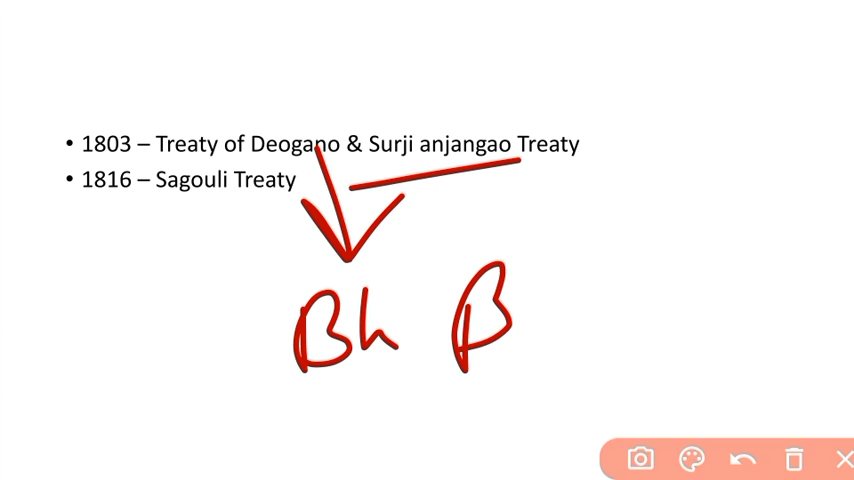 • 1803 – Treaty of Deogano & Surji anjangao Treaty
• 1816 – Sagouli Treaty
Bh B